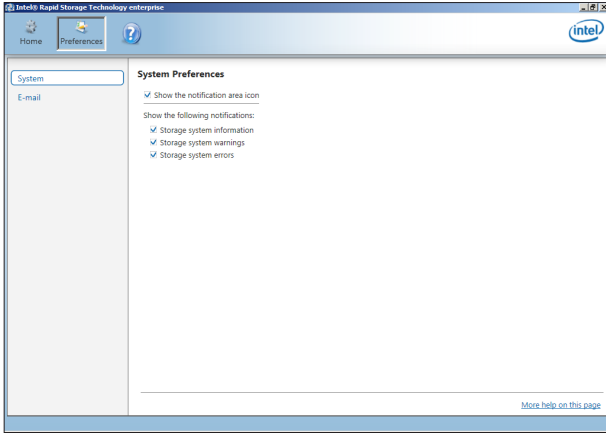 Intel® Rapid Storage Technology enterprise
Home
Preferences
?
intel
System
E-mail
System Preferences
Show the notification area icon
Show the following notifications:
Storage system information
Storage system warnings
Storage system errors
More help on this page